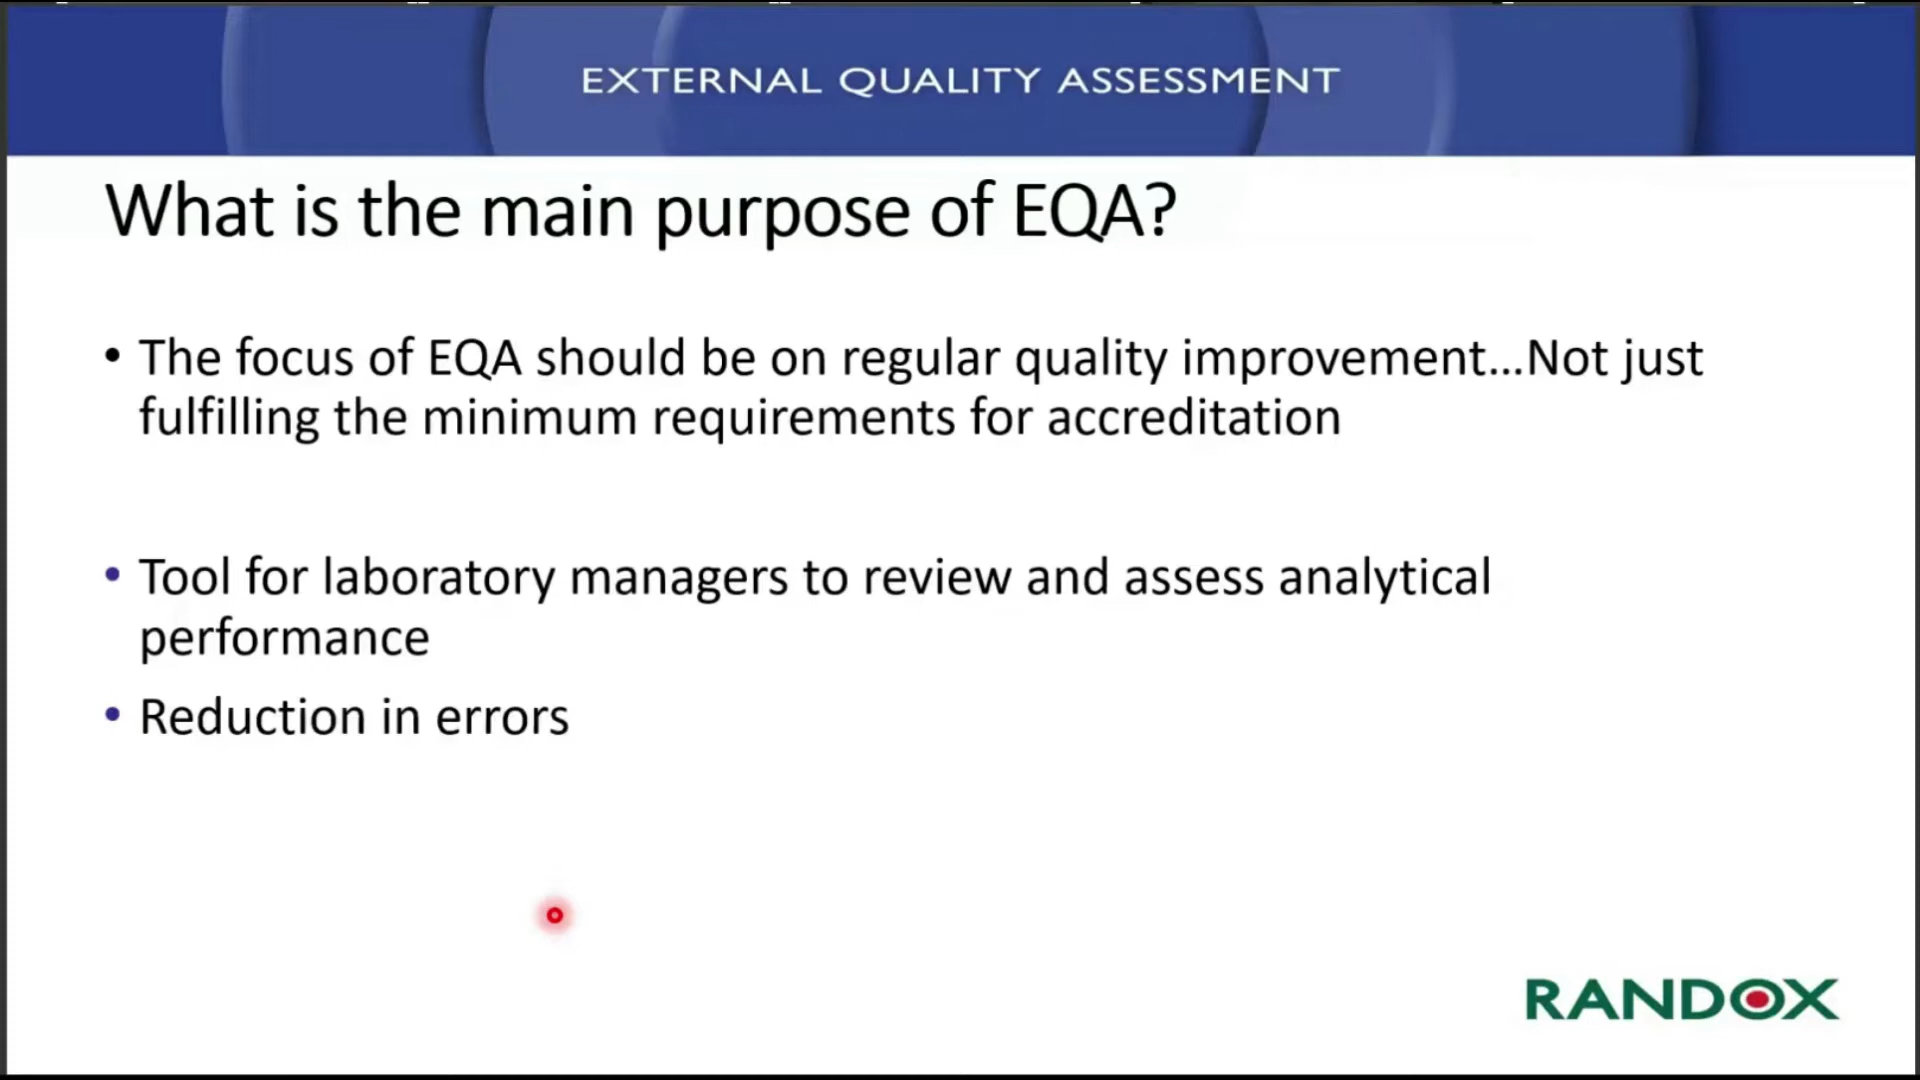 EXTERNAL QUALITY ASSESSMENT
What is the main purpose of EQA?
• The focus of EQA should be on regular quality improvement...Not just
fulfilling the minimum requirements for accreditation
• Tool for laboratory managers to review and assess analytical
performance
• Reduction in errors
RANDOX